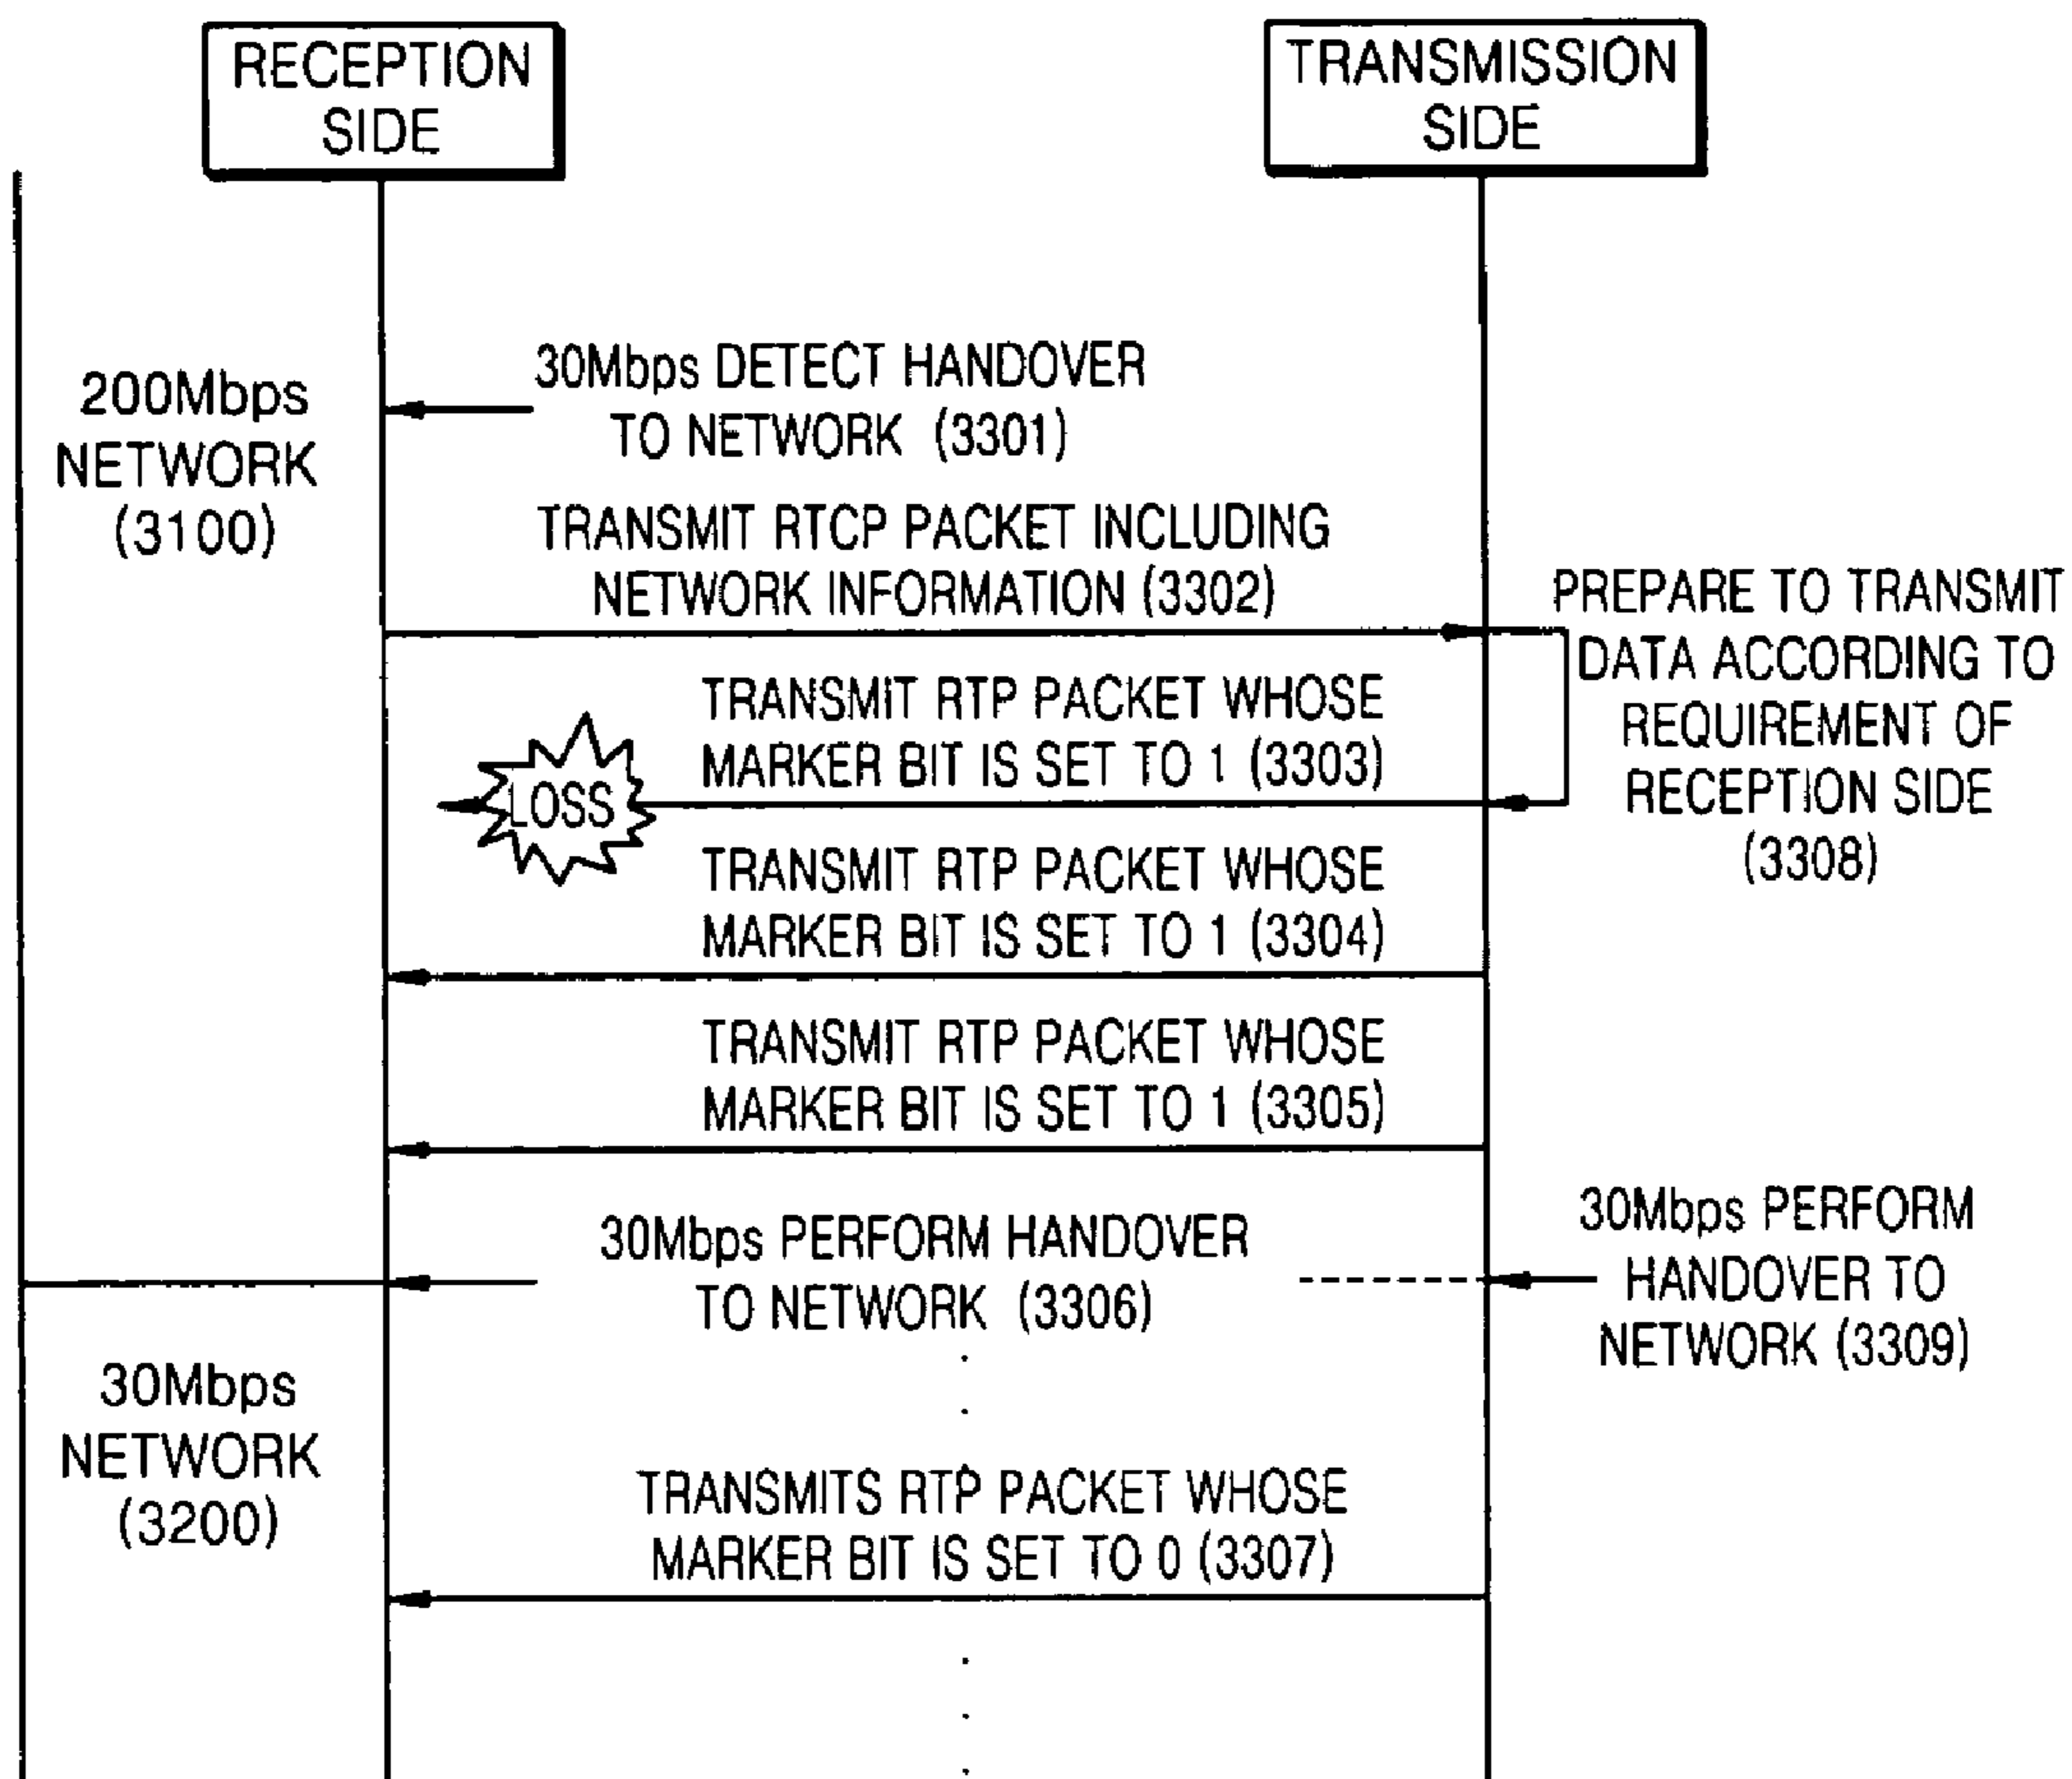 RECEPTION
SIDE
TRANSMISSION
SIDE
200Mbps
NETWORK
(3100)
30Mbps DETECT HANDOVER
TO NETWORK (3301)
TRANSMIT RTCP PACKET INCLUDING
NETWORK INFORMATION (3302)
PREPARE TO TRANSMIT
DATA ACCORDING TO
REQUIREMENT OF
RECEPTION SIDE
(3308)
TRANSMIT RTP PACKET WHOSE
MARKER BIT IS SET TO 1 (3303)
LOSS
TRANSMIT RTP PACKET WHOSE
MARKER BIT IS SET TO 1 (3304)
TRANSMIT RTP PACKET WHOSE
MARKER BIT IS SET TO 1 (3305)
30Mbps PERFORM HANDOVER
TO NETWORK (3306)
30Mbps PERFORM
HANDOVER TO
NETWORK (3309)
30Mbps
NETWORK
(3200)
TRANSMITS RTP PACKET WHOSE
MARKER BIT IS SET TO 0 (3307)